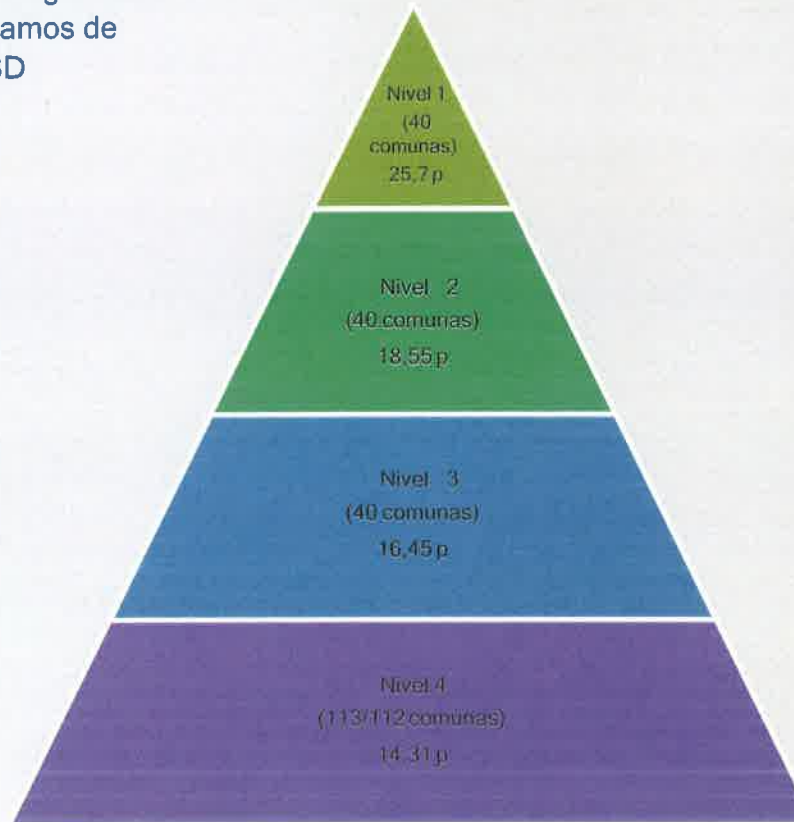 amos de
SD
Nivel 1
(40
comunas)
25,7 p
Nivel 2
(40 comunas)
18,55 p
Nivel 3
(40 comunas)
16,45 p
Nivel 4
(113/112 comunas)
14,31 p